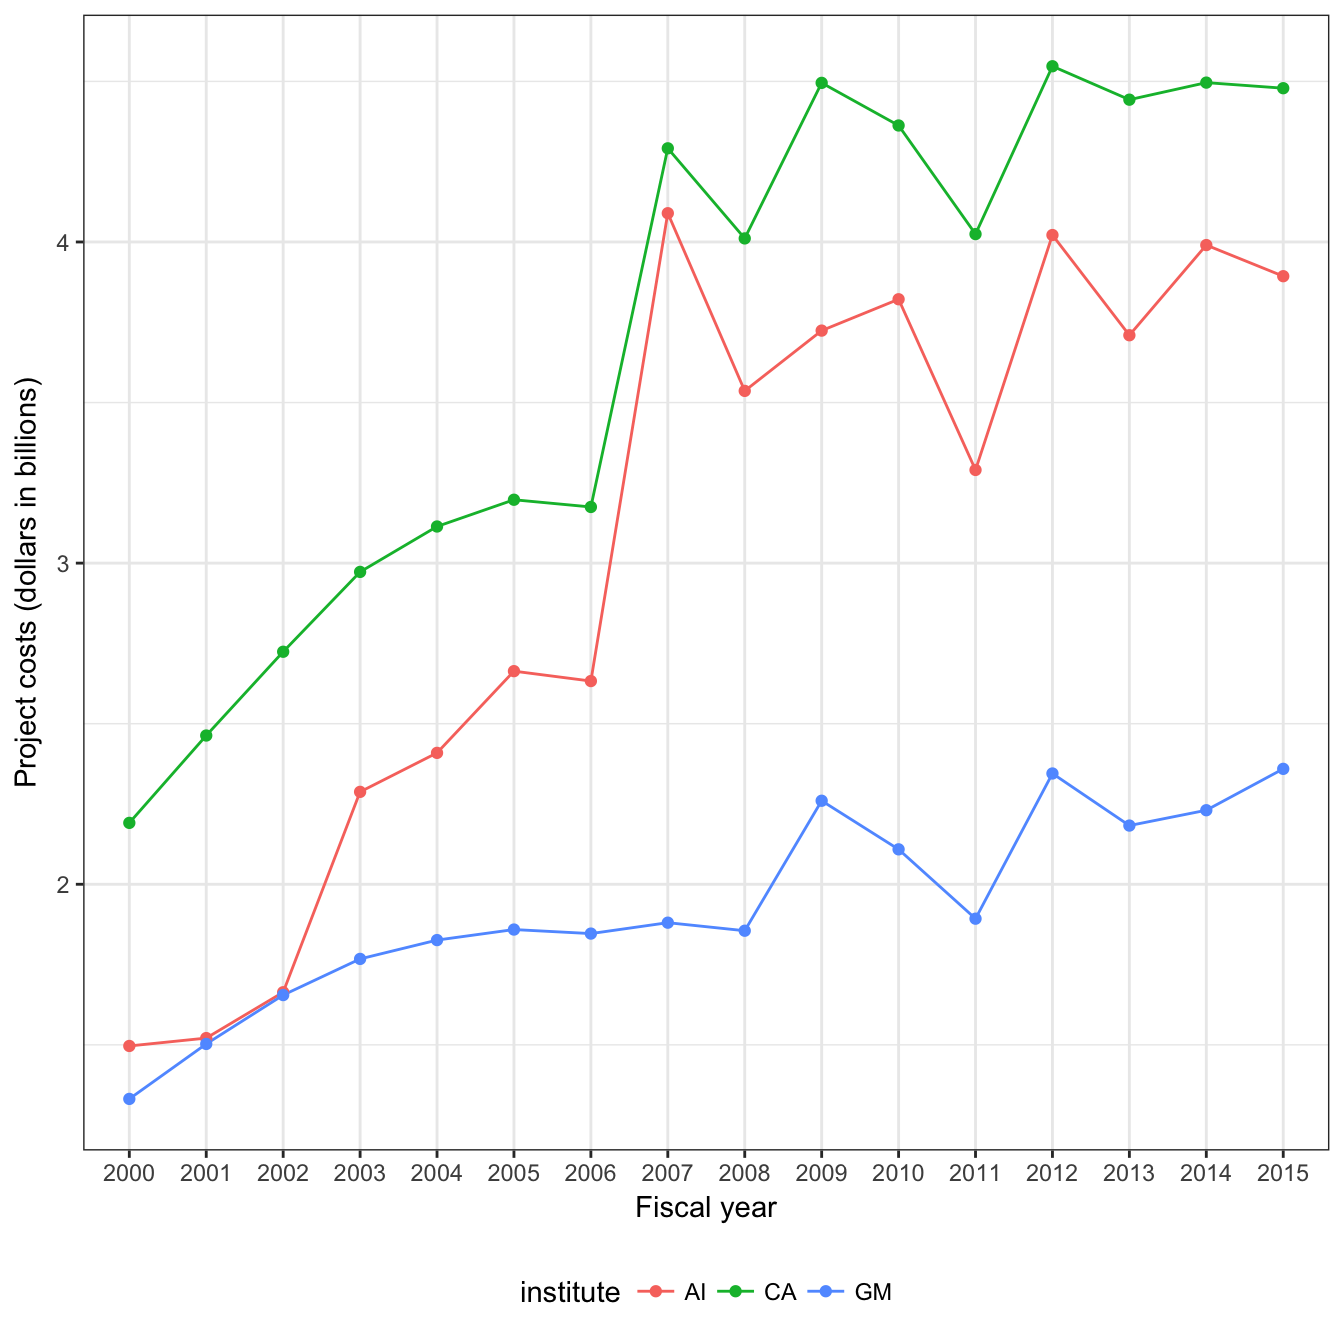 Project costs (dollars in billions)
4
3
2
2000 2001 2002 2003 2004 2005 2006 2007 2008 2009 2010 2011 2012 2013 2014 2015
Fiscal year
institute AI CA GM